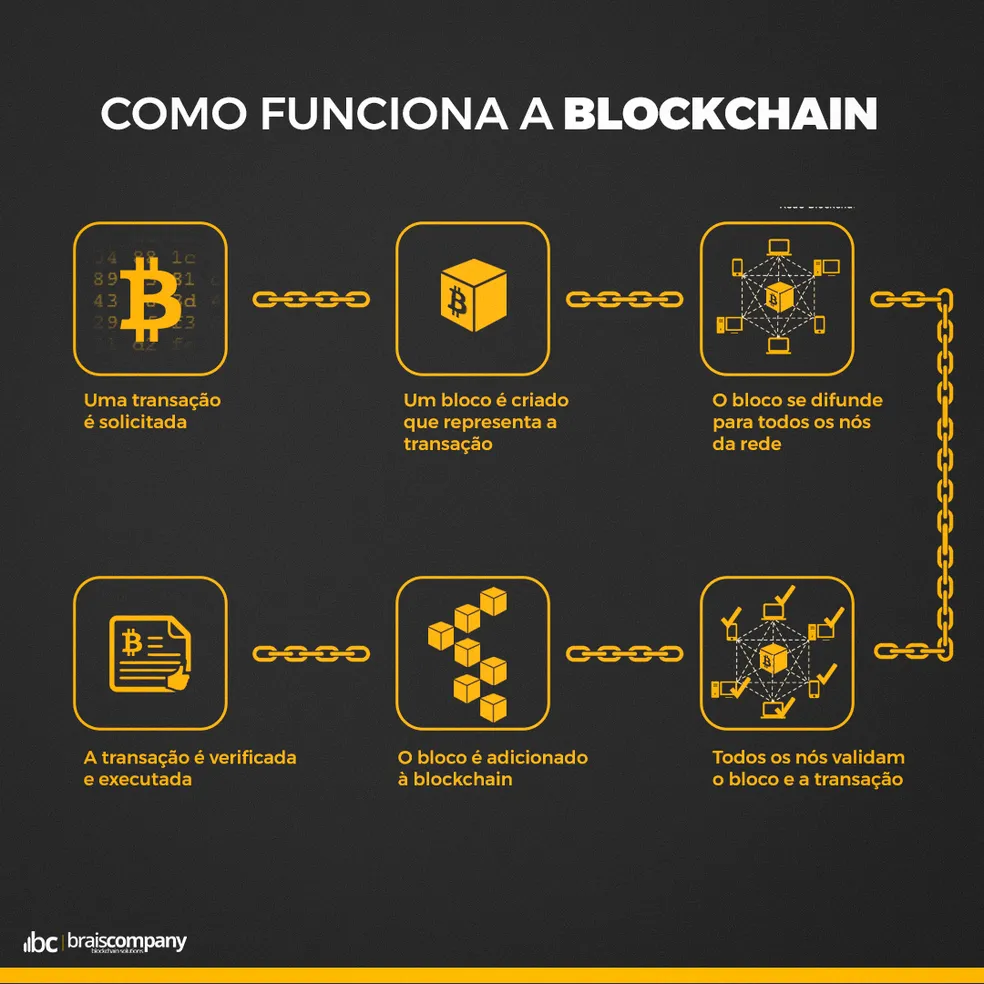 COMO FUNCIONA A BLOCKCHAIN
Uma transação
é solicitada
Um bloco é criado
que representa a
transação
O bloco se difunde
para todos os nós
da rede
A transação é verificada
e executada
O bloco é adicionado
à blockchain
Todos os nós validam
o bloco e a transação
bc | braiscompany
blockchain solutions